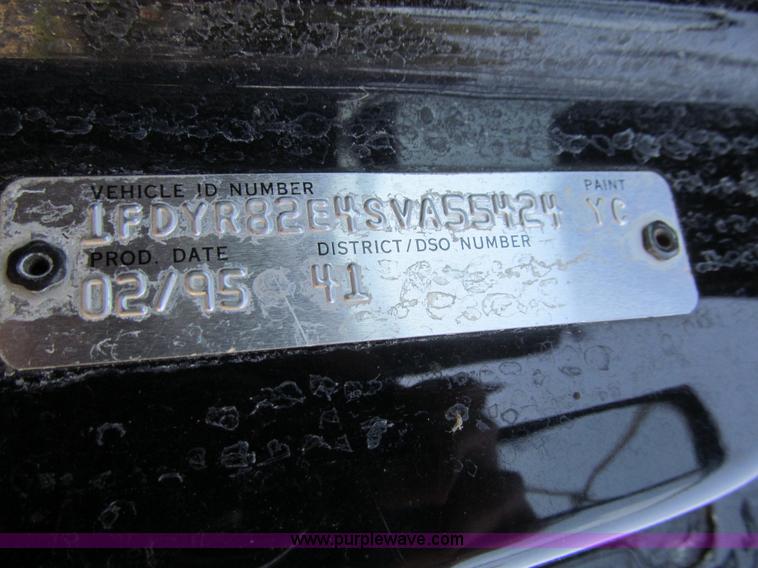 VEHICLE ID NUMBER PAINT
1FDYR82E4SVA55424 YC
PROD. DATE DISTRICT/DSO NUMBER
02/95 41
www.purplewave.com